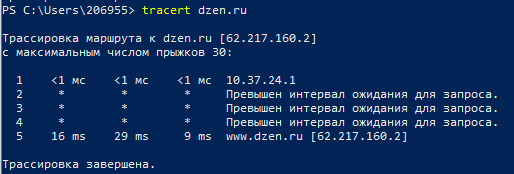 PS C:\Users\206955> tracert dzen.ru
Трассировка маршрута к dzen.ru [62.217.160.2]
с максимальным числом прыжков 30:
1 <1 мс <1 мс <1 мс 10.37.24.1
2 * * * Превышен интервал ожидания для запроса.
3 * * * Превышен интервал ожидания для запроса.
4 * * * Превышен интервал ожидания для запроса.
5 16 ms 29 ms 9 ms www.dzen.ru [62.217.160.2]
Трассировка завершена.